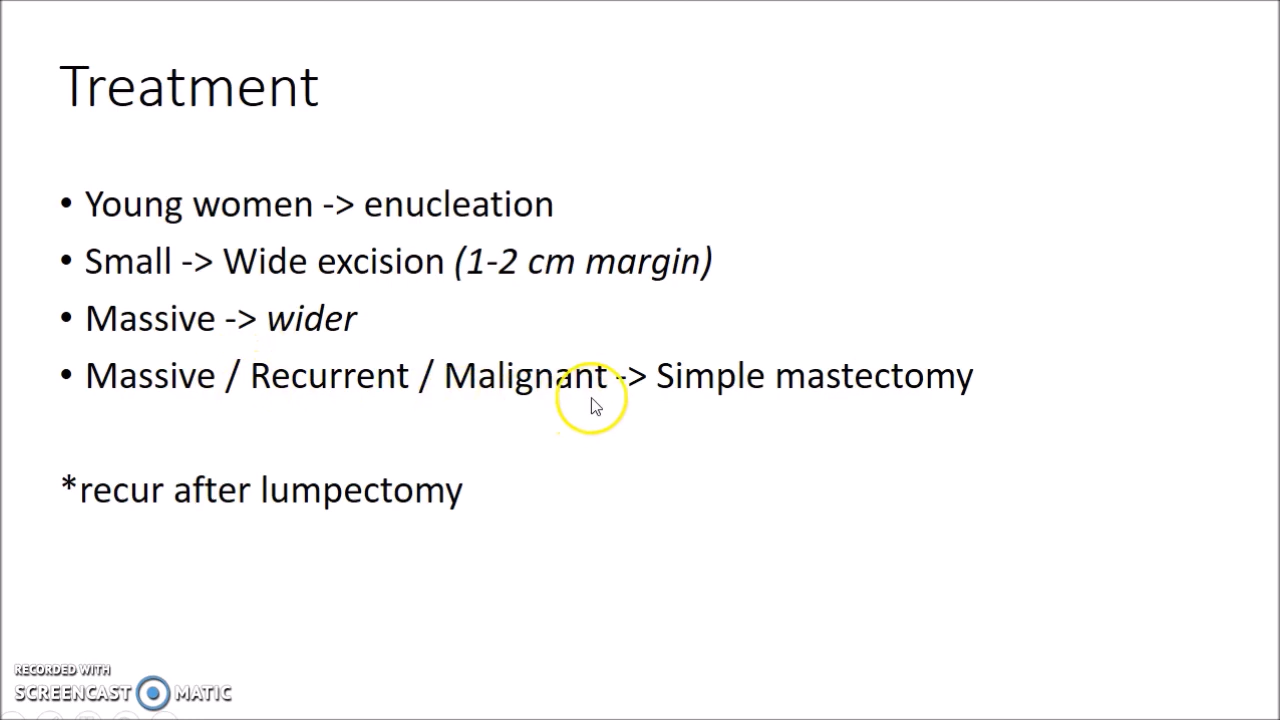 Treatment
• Young women -> enucleation
• Small -> Wide excision (1-2 cm margin)
• Massive -> wider
• Massive / Recurrent / Malignant -> Simple mastectomy
*recur after lumpectomy
RECORDED WITH
SCREENCAST MATIC